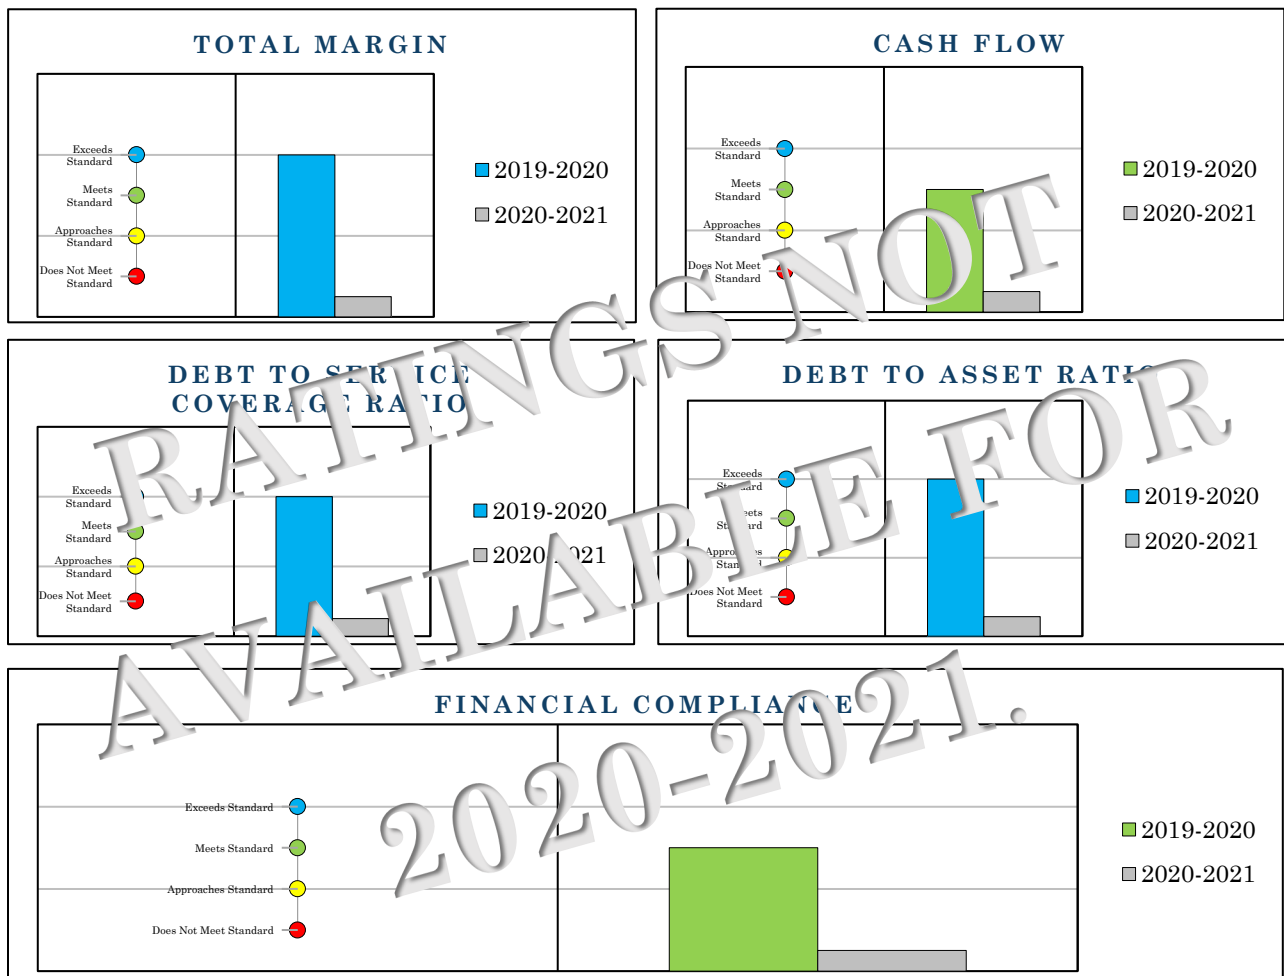 TOTAL MARGIN
Exceeds
Standard
Meets
Standard
Approaches
Standard
Does Not Meet
Standard
2019-2020
2020-2021
CASH FLOW
Exceeds
Standard
Meets
Standard
Approaches
Standard
Does Not Meet
Standard
2019-2020
2020-2021
DEBT TO SERVICE
COVERAGE RATIO
Exceeds
Standard
Meets
Standard
Approaches
Standard
Does Not Meet
Standard
2019-2020
2020-2021
DEBT TO ASSET RATIO
Exceeds
Standard
Meets
Standard
Approaches
Standard
Does Not Meet
Standard
2019-2020
2020-2021
FINANCIAL COMPLIANCE
Exceeds Standard
Meets Standard
Approaches Standard
Does Not Meet Standard
2019-2020
2020-2021
RATINGS NOT
AVAILABLE FOR
2020-2021.